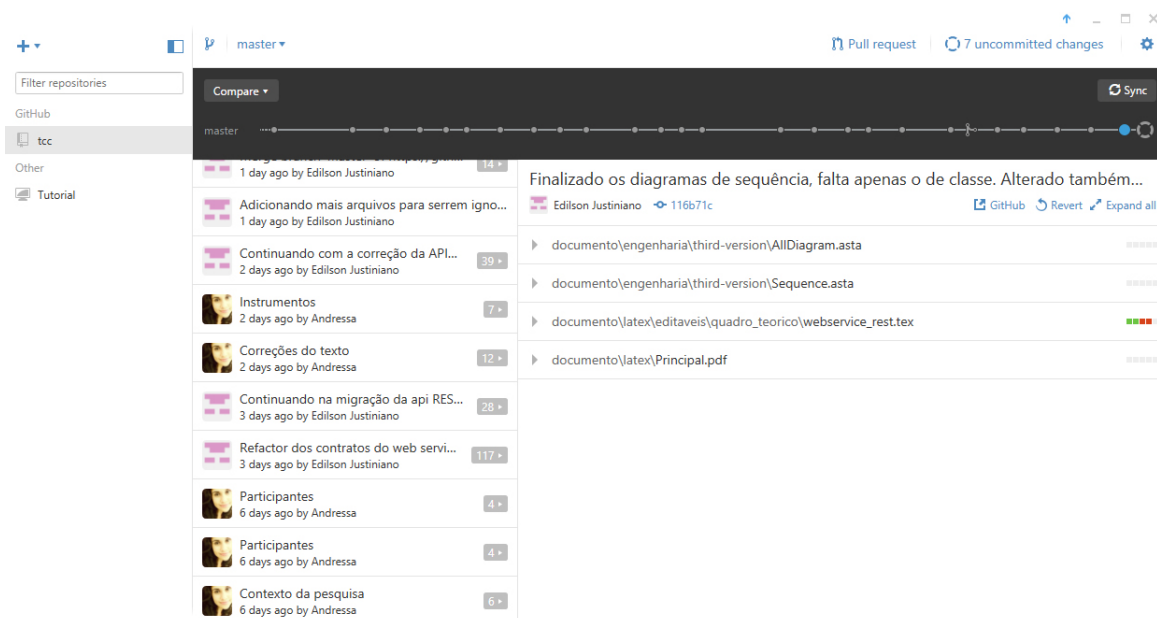 master
Pull request
7 uncommitted changes
Filter repositories
GitHub
tcc
Other
Tutorial
Compare
Sync
master
14
1 day ago by Edilson Justiniano
Adicionando mais arquivos para serrem igno...
1 day ago by Edilson Justiniano
Continuando com a correção da API...
39
2 days ago by Edilson Justiniano
Instrumentos
7
2 days ago by Andressa
Correções do texto
12
2 days ago by Andressa
Continuando na migração da api RES...
28
3 days ago by Edilson Justiniano
Refactor dos contratos do web servi...
117
3 days ago by Edilson Justiniano
Participantes
4
6 days ago by Andressa
Participantes
4
6 days ago by Andressa
Contexto da pesquisa
6
6 days ago by Andressa
Finalizado os diagramas de sequência, falta apenas o de classe. Alterado também...
Edilson Justiniano 116b71c
GitHub Revert Expand all
documento\engenharia\third-version\AllDiagram.asta
documento\engenharia\third-version\Sequence.asta
documento\latex\editaveis\quadro_teorico\webservice_rest.tex
documento\latex\Principal.pdf